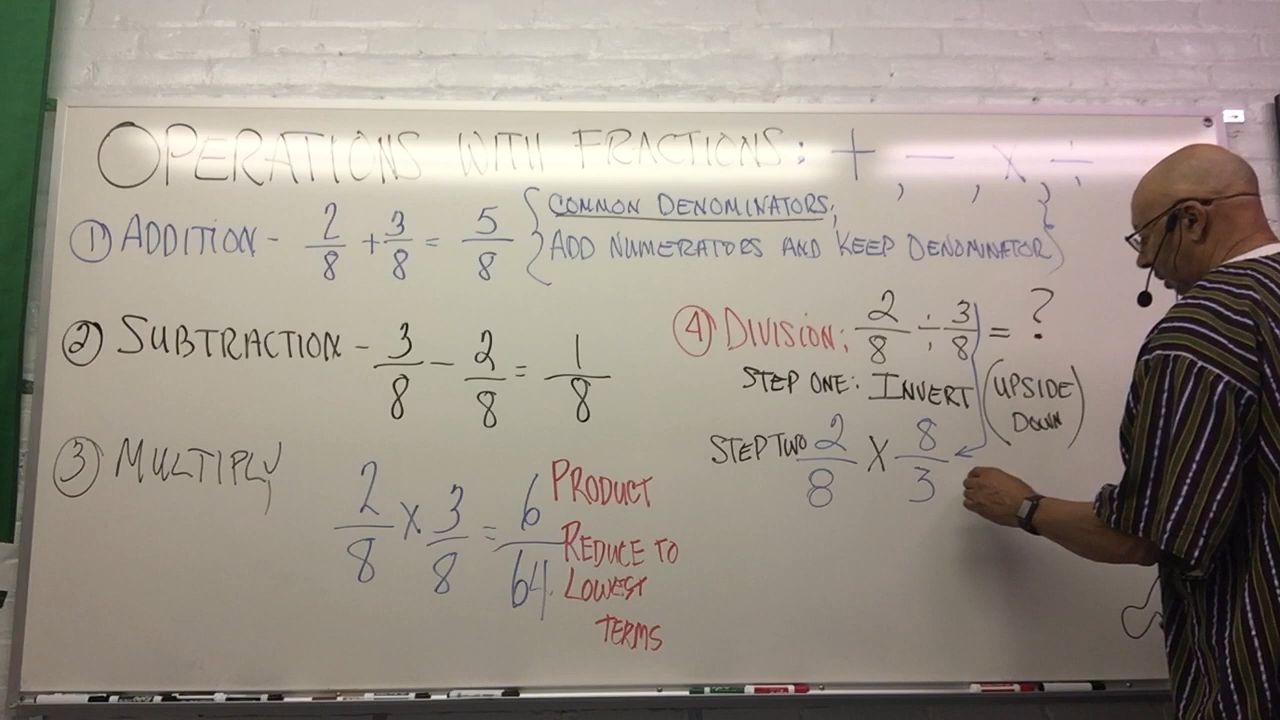 OPERATIONS WITH FRACTIONS: +, -, x, ÷
① ADDITION - 2/8 + 3/8 = 5/8 { COMMON DENOMINATORS;
ADD NUMERATORS AND KEEP DENOMINATOR }
② SUBTRACTION - 3/8 - 2/8 = 1/8
③ MULTIPLY
2/8 x 3/8 = 6/64 PRODUCT
REDUCE TO
LOWEST
TERMS
④ DIVISION: 2/8 ÷ 3/8 = ?
STEP ONE: INVERT (UPSIDE
DOWN)
STEP TWO 2/8 X 8/3